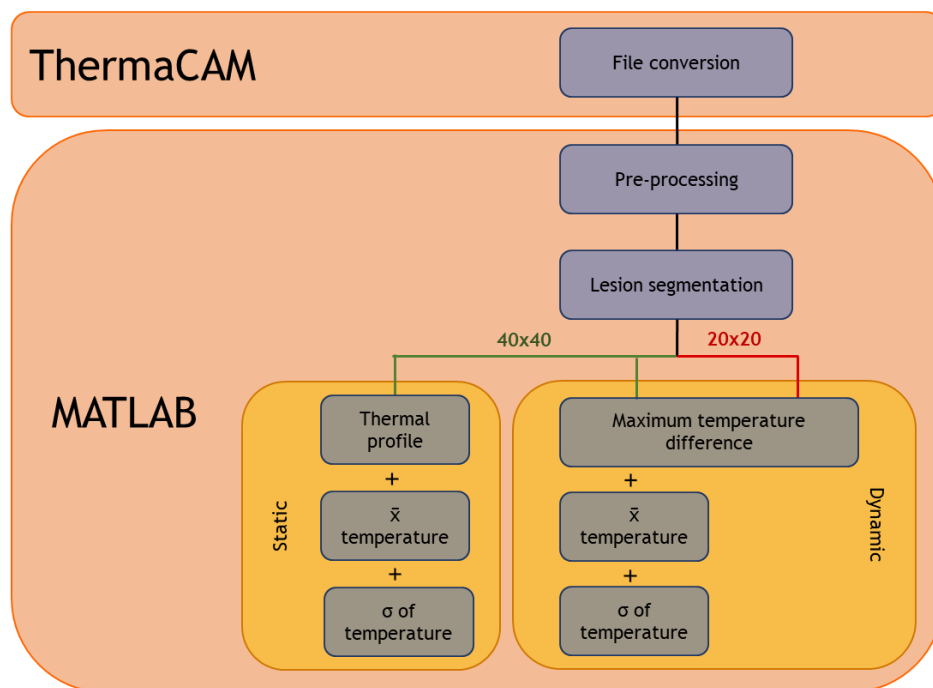 ThermaCAM
File conversion
Pre-processing
Lesion segmentation
40x40
20x20
MATLAB
Static
Thermal
profile
+
x̄
temperature
+
σ of
temperature
Maximum temperature
difference
+
x̄
temperature
+
σ of
temperature
Dynamic